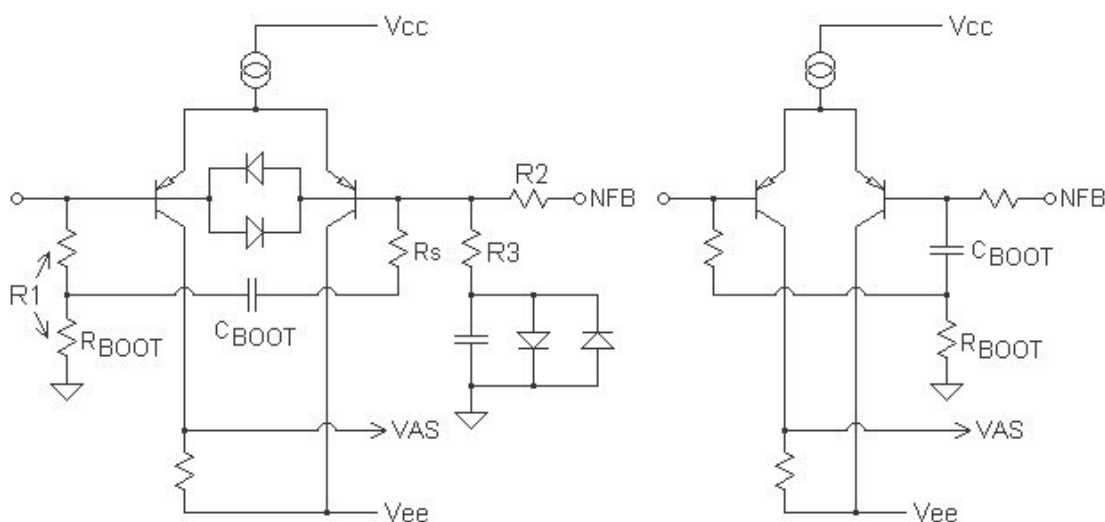 Vcc
Vcc
R2
NFB
NFB
Rs
R3
CBOOT
R1
CBOOT
RBOOT
RBOOT
VAS
VAS
Vee
Vee